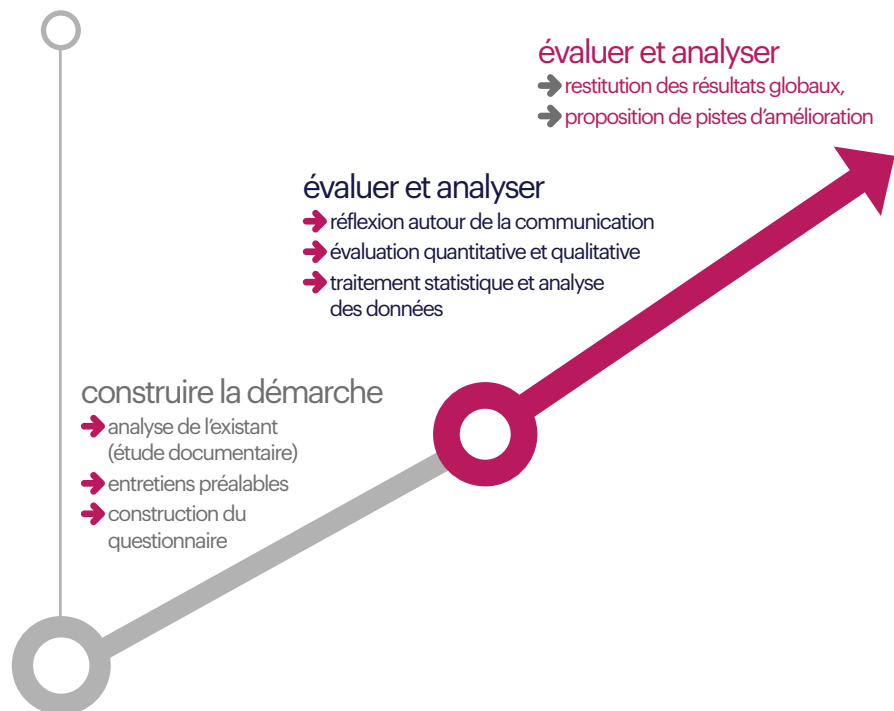 évaluer et analyser
restitution des résultats globaux,
proposition de pistes d’amélioration
évaluer et analyser
réflexion autour de la communication
évaluation quantitative et qualitative
traitement statistique et analyse
des données
construire la démarche
analyse de l’existant
(étude documentaire)
entretiens préalables
construction du
questionnaire